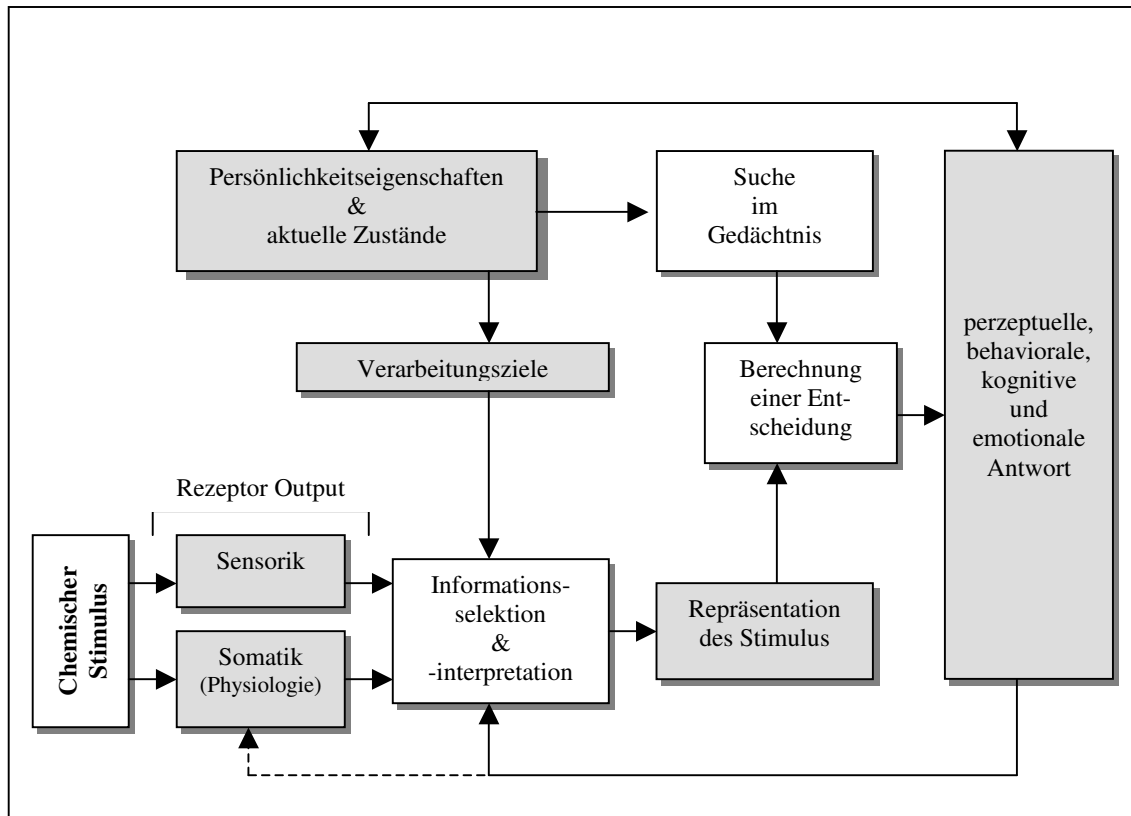 Persönlichkeitseigenschaften
&
aktuelle Zustände
Suche
im
Gedächtnis
Verarbeitungsziele
Berechnung
einer Ent-
scheidung
perzeptuelle,
behaviorale,
kognitive
und
emotionale
Antwort
Rezeptor Output
Chemischer
Stimulus
Sensorik
Somatik
(Physiologie)
Informations-
selektion
&
-interpretation
Repräsentation
des Stimulus